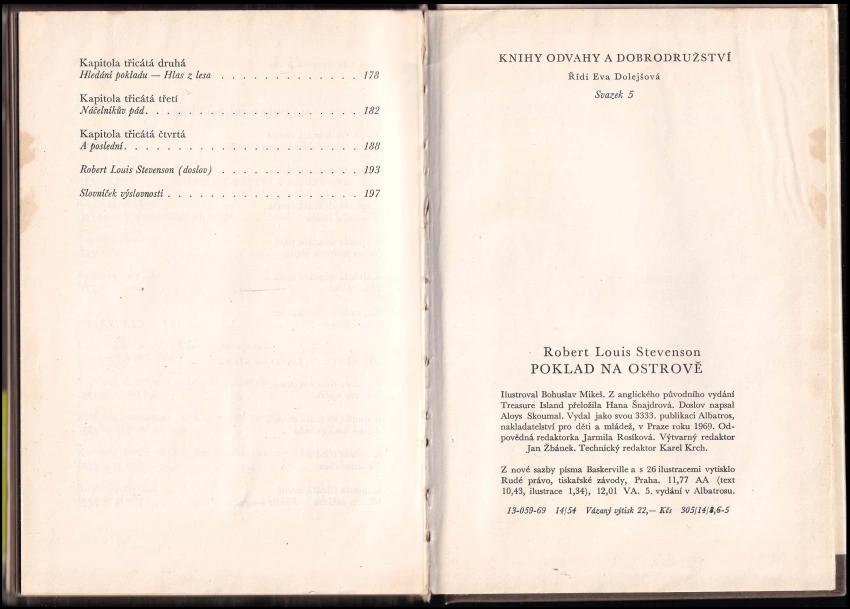 Kapitola třicátá druhá
Hledání pokladu — Hlas z lesa . . . . . . . . . . . . . 178
Kapitola třicátá třetí
Náčelníkův pád . . . . . . . . . . . . . . . . . . . . 182
Kapitola třicátá čtvrtá
A poslední . . . . . . . . . . . . . . . . . . . . . . 188
Robert Louis Stevenson (doslov) . . . . . . . . . . . . 193
Slovníček výslovnosti . . . . . . . . . . . . . . . . . 197
KNIHY ODVAHY A DOBRODRUŽSTVÍ
Řídí Eva Dolejšová
Svazek 5
Robert Louis Stevenson
POKLAD NA OSTROVĚ
Ilustroval Bohuslav Mikeš. Z anglického původního vydání
Treasure Island přeložila Hana Šnajdrová. Doslov napsal
Aloys Skoumal. Vydal jako svou 3333. publikaci Albatros,
nakladatelství pro děti a mládež, v Praze roku 1969. Od-
povědná redaktorka Jarmila Rosíková. Výtvarný redaktor
Jan Žbánek. Technický redaktor Karel Krch.
Z nové sazby písma Baskerville a s 26 ilustracemi vytisklo
Rudé právo, tiskařské závody, Praha. 11,77 AA (text
10,43, ilustrace 1,34), 12,01 VA. 5. vydání v Albatrosu.
13-059-69 14/54 Vázaný výtisk 22,— Kčs 305/14/8,6-5